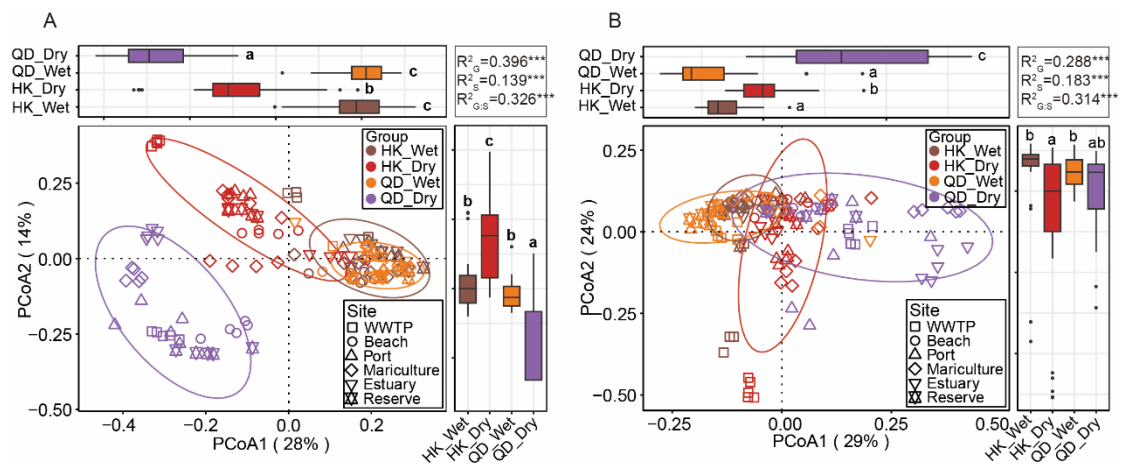 A
QD_Dry
QD_Wet
HK_Dry
HK_Wet
a
c
b
c
R²G=0.396***
R²S=0.139***
R²G:S=0.326***
Group
HK_Wet
HK_Dry
QD_Wet
QD_Dry
Site
WWTP
Beach
Port
Mariculture
Estuary
Reserve
0.25
0.00
−0.25
−0.50
PCoA2 ( 14% )
−0.4
−0.2
0.0
0.2
PCoA1 ( 28% )
b
c
b
a
HK_Wet
HK_Dry
QD_Wet
QD_Dry
B
QD_Dry
QD_Wet
HK_Dry
HK_Wet
c
a
b
a
R²G=0.288***
R²S=0.183***
R²G:S=0.314***
Group
HK_Wet
HK_Dry
QD_Wet
QD_Dry
Site
WWTP
Beach
Port
Mariculture
Estuary
Reserve
0.25
0.00
−0.25
−0.50
PCoA2 ( 24% )
−0.25
0.00
0.25
0.50
PCoA1 ( 29% )
b a b ab
HK_Wet
HK_Dry
QD_Wet
QD_Dry